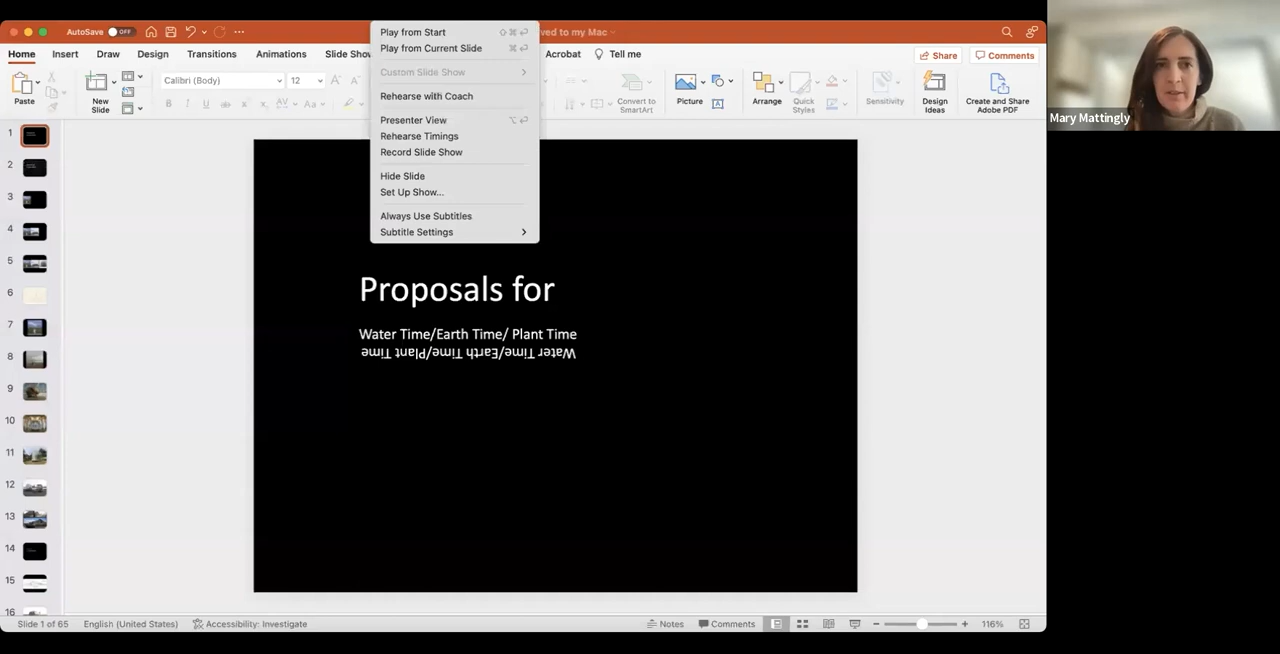 AutoSave OFF
ved to my Mac
Home Insert Draw Design Transitions Animations Slide Show Acrobat Tell me
Share Comments
Paste
New
Slide
Calibri (Body) 12
Convert to
SmartArt
Picture
Arrange
Quick
Styles
Sensitivity
Design
Ideas
Create and Share
Adobe PDF
Play from Start
Play from Current Slide
Custom Slide Show
Rehearse with Coach
Presenter View
Rehearse Timings
Record Slide Show
Hide Slide
Set Up Show...
Always Use Subtitles
Subtitle Settings
Mary Mattingly
1
2
3
4
5
6
7
8
9
10
11
12
13
14
15
16
Proposals for
Water Time/Earth Time/ Plant Time
Water Time/Earth Time/Plant Time
Slide 1 of 65 English (United States) Accessibility: Investigate Notes Comments 116%